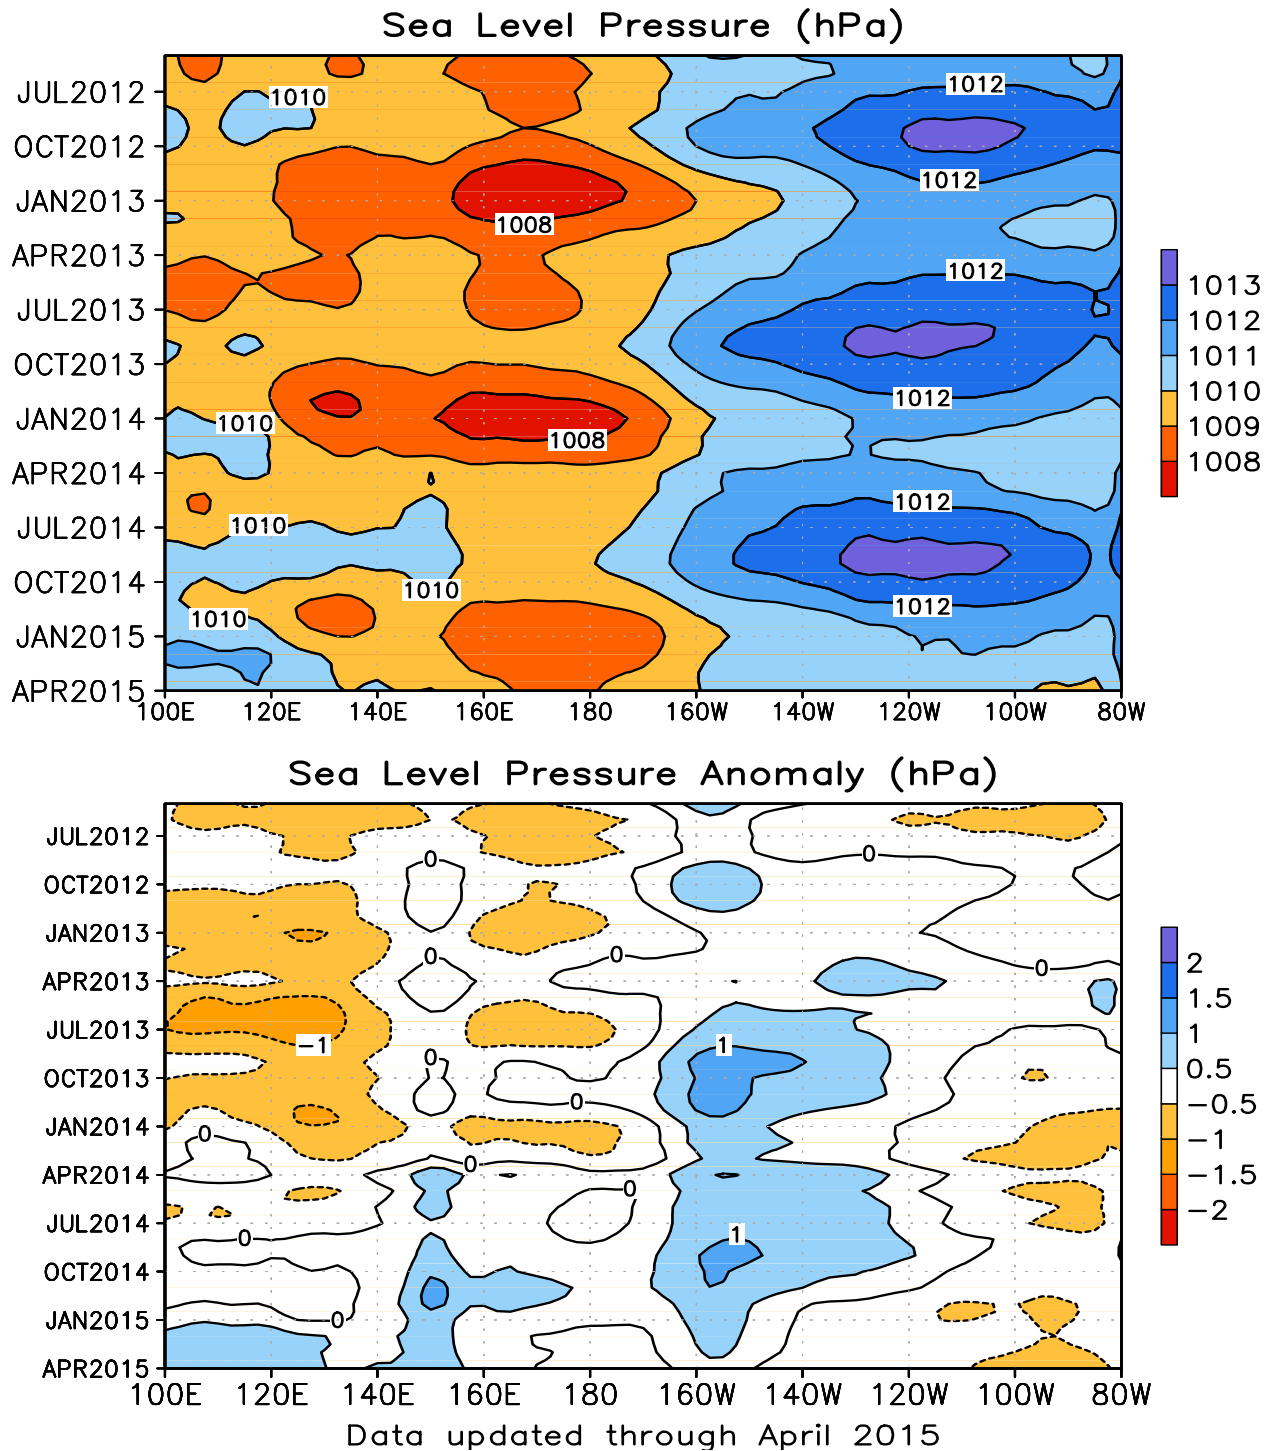 Sea Level Pressure (hPa)
JUL2012
OCT2012
JAN2013
APR2013
JUL2013
OCT2013
JAN2014
APR2014
JUL2014
OCT2014
JAN2015
APR2015
1010
1012
1012
1008
1012
1012
1010
1008
1012
1010
1010
1012
1010
100E 120E 140E 160E 180 160W 140W 120W 100W 80W
1013
1012
1011
1010
1009
1008
Sea Level Pressure Anomaly (hPa)
JUL2012
OCT2012
JAN2013
APR2013
JUL2013
OCT2013
JAN2014
APR2014
JUL2014
OCT2014
JAN2015
APR2015
0
0
0
0
0
-1
1
0
0
0
0
0
0
1
0
100E 120E 140E 160E 180 160W 140W 120W 100W 80W
2
1.5
1
0.5
-0.5
-1
-1.5
-2
Data updated through April 2015